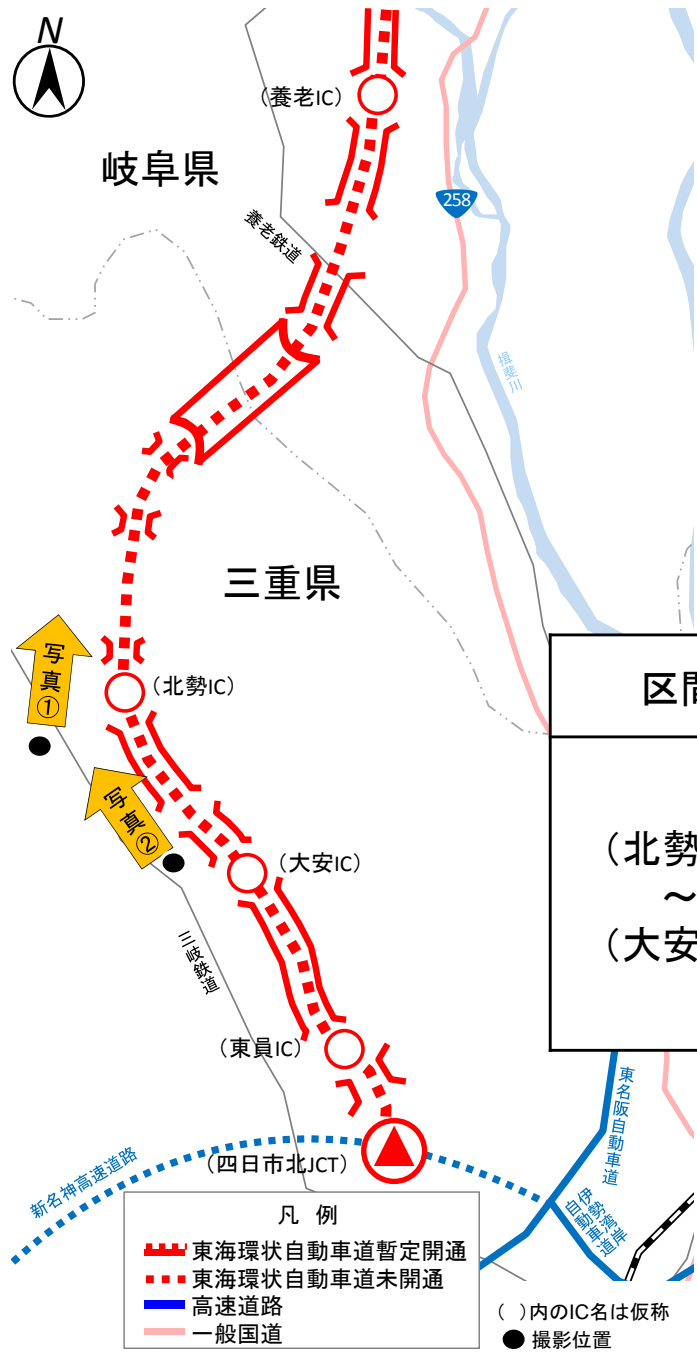 N
（養老IC）
岐阜県
258
養老鉄道
揖斐川
三重県
写真①
（北勢IC）
区間
写真②
（北勢
～
（大安
（大安IC）
三岐鉄道
（東員IC）
東名阪自動車道
（四日市北JCT）
新名神高速道路
伊勢湾岸
自動車道
凡 例
東海環状自動車道暫定開通
東海環状自動車道未開通
高速道路
一般国道
（ ）内のIC名は仮称
撮影位置